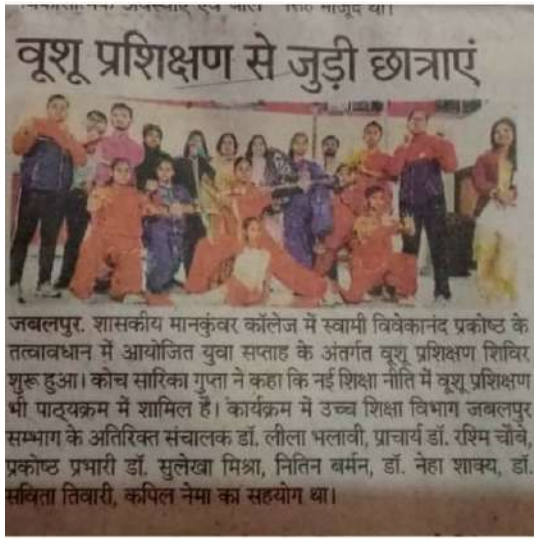 सिंह मौजूद था।
वूशू प्रशिक्षण से जुड़ी छात्राएं
जबलपुर. शासकीय मानकुंवर कॉलेज में स्वामी विवेकानंद प्रकोष्ठ के
तत्वावधान में आयोजित युवा सप्ताह के अंतर्गत वूशू प्रशिक्षण शिविर
शुरू हुआ। कोच सारिका गुप्ता ने कहा कि नई शिक्षा नीति में वूशू प्रशिक्षण
भी पाठ्यक्रम में शामिल है। कार्यक्रम में उच्च शिक्षा विभाग जबलपुर
सम्भाग के अतिरिक्त संचालक डॉ. लीला भलावी, प्राचार्य डॉ. रश्मि चौबे,
प्रकोष्ठ प्रभारी डॉ. सुलेखा मिश्रा, नितिन बर्मन, डॉ. नेहा शाक्य, डॉ.
सविता तिवारी, कपिल नेमा का सहयोग था।